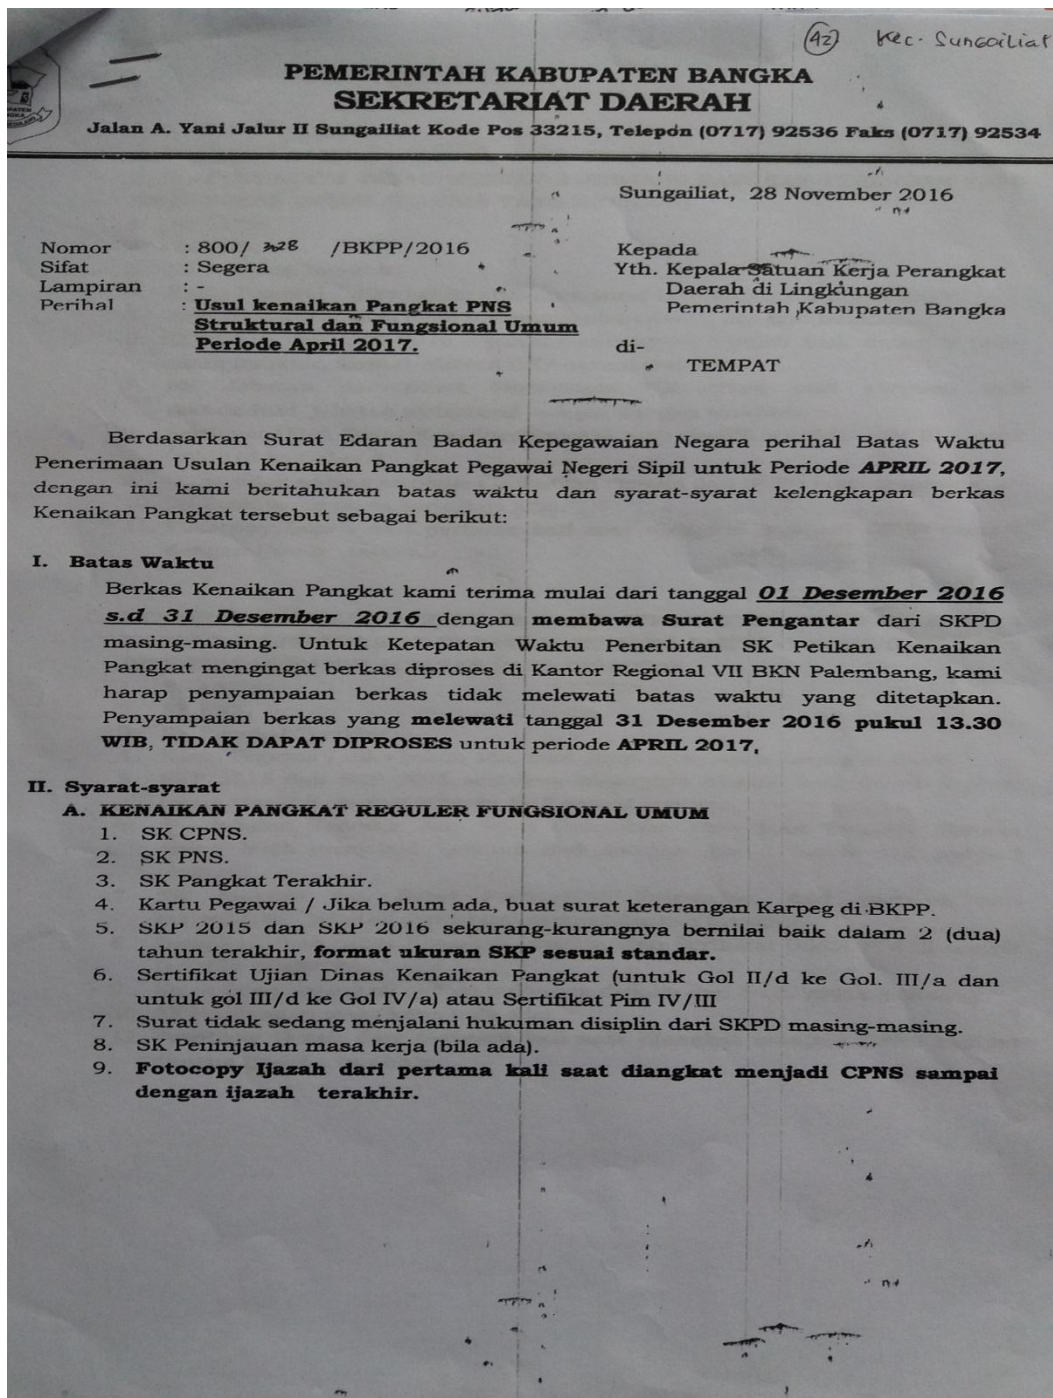 42 Kec. Sungailiat
PEMERINTAH KABUPATEN BANGKA
SEKRETARIAT DAERAH
Jalan A. Yani Jalur II Sungailiat Kode Pos 33215, Telepon (0717) 92536 Faks (0717) 92534
Sungailiat, 28 November 2016
Nomor : 800/ /BKPP/2016
Sifat : Segera
Lampiran : -
Perihal : Usul kenaikan Pangkat PNS
Struktural dan Fungsional Umum
Periode April 2017.
Kepada
Yth. Kepala Satuan Kerja Perangkat
Daerah di Lingkungan
Pemerintah Kabupaten Bangka
di-
TEMPAT
Berdasarkan Surat Edaran Badan Kepegawaian Negara perihal Batas Waktu
Penerimaan Usulan Kenaikan Pangkat Pegawai Negeri Sipil untuk Periode APRIL 2017,
dengan ini kami beritahukan batas waktu dan syarat-syarat kelengkapan berkas
Kenaikan Pangkat tersebut sebagai berikut:
I. Batas Waktu
Berkas Kenaikan Pangkat kami terima mulai dari tanggal 01 Desember 2016
s.d 31 Desember 2016 dengan membawa Surat Pengantar dari SKPD
masing-masing. Untuk Ketepatan Waktu Penerbitan SK Petikan Kenaikan
Pangkat mengingat berkas diproses di Kantor Regional VII BKN Palembang, kami
harap penyampaian berkas tidak melewati batas waktu yang ditetapkan.
Penyampaian berkas yang melewati tanggal 31 Desember 2016 pukul 13.30
WIB, TIDAK DAPAT DIPROSES untuk periode APRIL 2017,
II. Syarat-syarat
A. KENAIKAN PANGKAT REGULER FUNGSIONAL UMUM
1. SK CPNS.
2. SK PNS.
3. SK Pangkat Terakhir.
4. Kartu Pegawai / Jika belum ada, buat surat keterangan Karpeg di BKPP.
5. SKP 2015 dan SKP 2016 sekurang-kurangnya bernilai baik dalam 2 (dua)
tahun terakhir, format ukuran SKP sesuai standar.
6. Sertifikat Ujian Dinas Kenaikan Pangkat (untuk Gol II/d ke Gol. III/a dan
untuk gol III/d ke Gol IV/a) atau Sertifikat Pim IV/III
7. Surat tidak sedang menjalani hukuman disiplin dari SKPD masing-masing.
8. SK Peninjauan masa kerja (bila ada).
9. Fotocopy Ijazah dari pertama kali saat diangkat menjadi CPNS sampai
dengan ijazah terakhir.